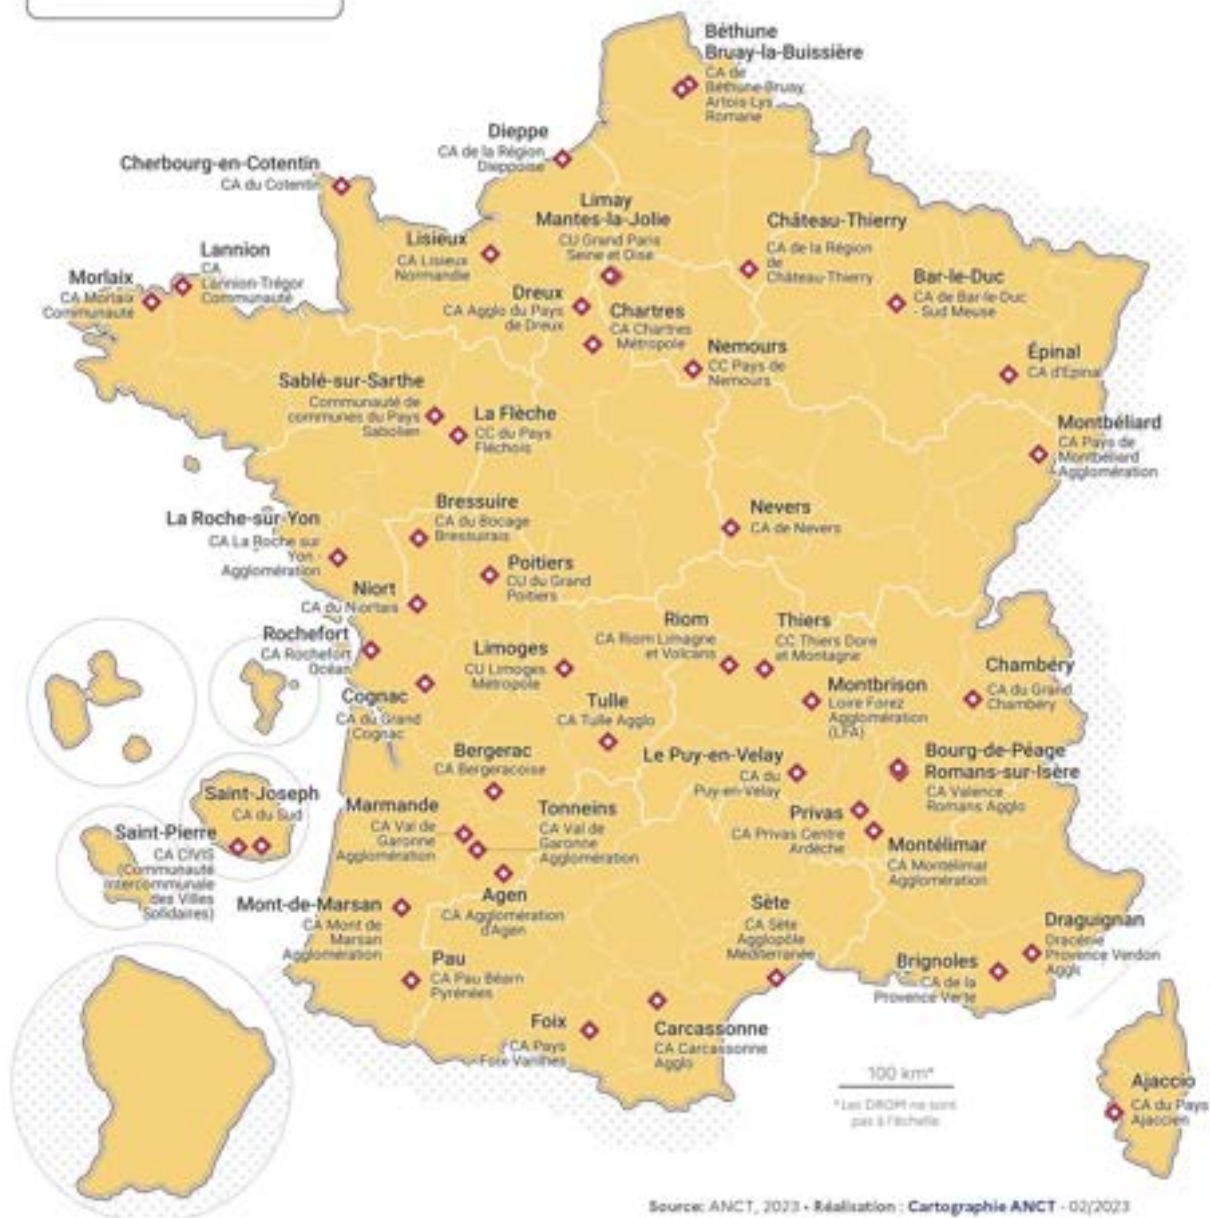 Béthune
Bruay-la-Buissière
CA de
Béthune-Bruay,
Artois-Lys
Romane
Dieppe
CA de la Région
Dieppoise
Cherbourg-en-Cotentin
CA du Cotentin
Limay
Mantes-la-Jolie
CU Grand Paris
Seine et Oise
Château-Thierry
CA de la Région
de
Château-Thierry
Lisieux
CA Lisieux
Normandie
Lannion
CA
Lannion-Trégor
Communauté
Morlaix
CA Morlaix
Communauté
Bar-le-Duc
CA de Bar-le-Duc
- Sud Meuse
Dreux
CA Agglo du Pays
de Dreux
Chartres
CA Chartres
Métropole
Nemours
CC Pays de
Nemours
Épinal
CA d'Epinal
Sablé-sur-Sarthe
Communauté de
communes du Pays
Sabolien
La Flèche
CC du Pays
Fléchois
Montbéliard
CA Pays de
Montbéliard
Agglomération
Bressuire
CA du Bocage
Bressuirais
Nevers
CA de Nevers
La Roche-sur-Yon
CA La Roche sur
Yon -
Agglomération
Poitiers
CU du Grand
Poitiers
Niort
CA du Niortais
Rochefort
CA Rochefort
Océan
Limoges
CU Limoges
Métropole
Riom
CA Riom Limagne
et Volcans
Thiers
CC Thiers Dore
et Montagne
Chambéry
CA du Grand
Chambéry
Cognac
CA du Grand
Cognac
Tulle
CA Tulle Agglo
Montbrison
Loire Forez
Agglomération
(LFA)
Bergerac
CA Bergeracoise
Le Puy-en-Velay
CA du
Puy-en-Velay
Bourg-de-Péage
Romans-sur-Isère
CA Valence
Romans Agglo
Saint-Joseph
CA du Sud
Marmande
CA Val de
Garonne
Agglomération
Tonneins
CA Val de
Garonne
Agglomération
Privas
CA Privas Centre
Ardèche
Saint-Pierre
CA CIVIS
(Communauté
Intercommunale
des Villes
Solidaires)
Montélimar
CA Montélimar
Agglomération
Mont-de-Marsan
CA Mont de
Marsan
Agglomération
Agen
CA Agglomération
d'Agen
Sète
CA Sète
Agglopôle
Méditerranée
Draguignan
Dracénie
Provence Verdon
Agglo
Pau
CA Pau Béarn
Pyrénées
Brignoles
CA de la
Provence Verte
Foix
CA Pays
Foix-Varilhes
Carcassonne
CA Carcassonne
Agglo
100 km*
*Les DROM ne sont
pas à l'échelle
Ajaccio
CA du Pays
Ajaccien
Source: ANCT, 2023 • Réalisation : Cartographie ANCT - 02/2023